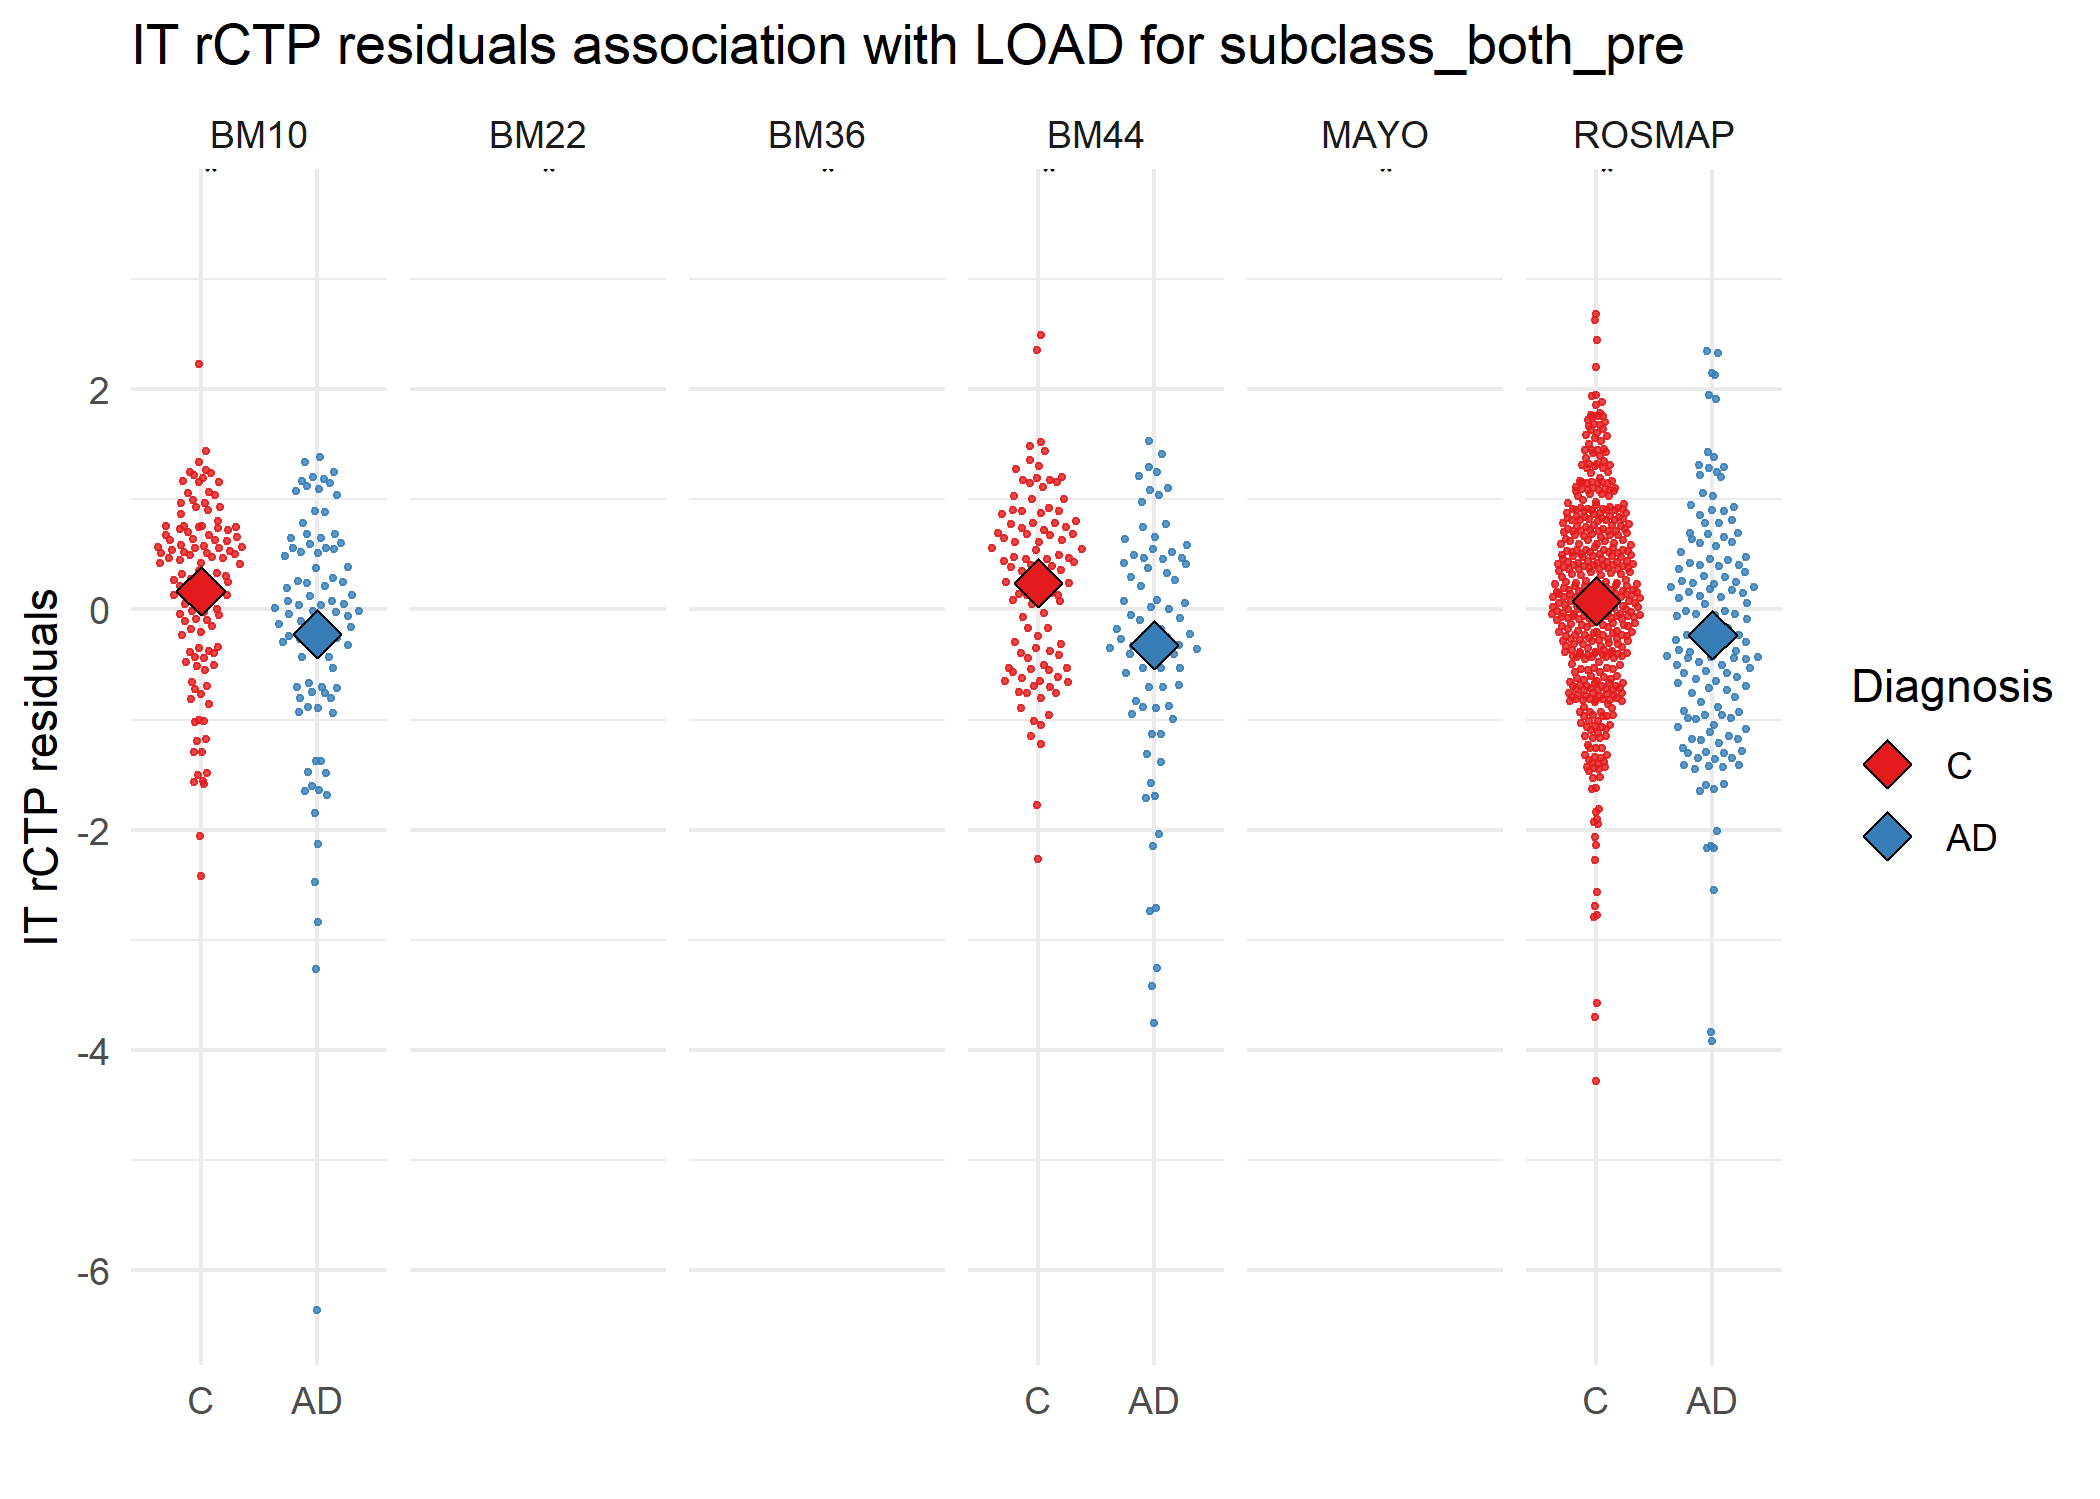 IT rCTP residuals association with LOAD for subclass_both_pre
BM10 BM22 BM36 BM44 MAYO ROSMAP
IT rCTP residuals
2
0
-2
-4
-6
C AD C AD C AD
Diagnosis
C
AD